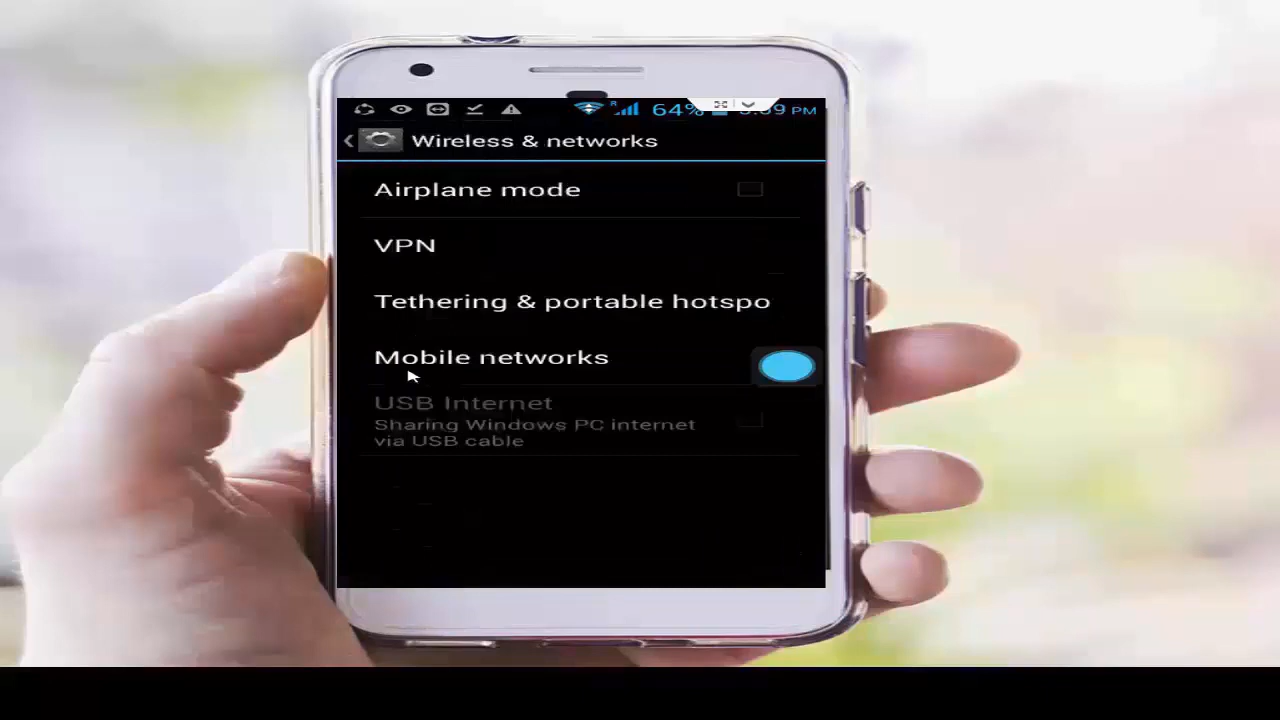 R 64% PM
Wireless & networks
Airplane mode
VPN
Tethering & portable hotspo
Mobile networks
USB Internet
Sharing Windows PC internet
via USB cable